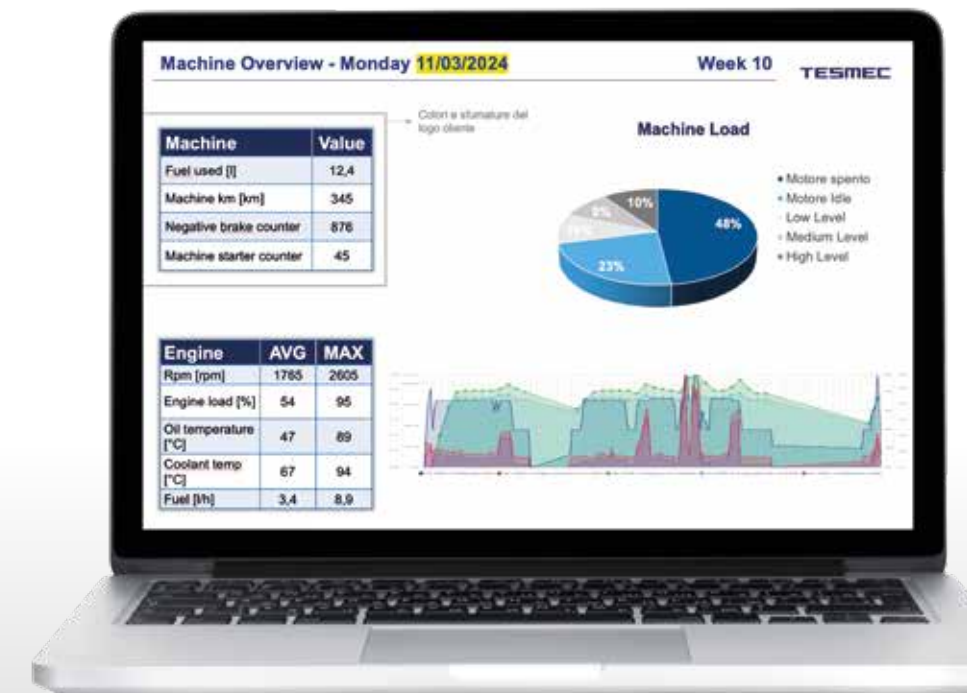 Machine Overview - Monday 11/03/2024
Week 10
TESMEC
Colori e sfumature del
logo cliente
Machine Value
Fuel used [l] 12,4
Machine km [km] 345
Negative brake counter 876
Machine starter counter 45
Machine Load
48%
23%
10%
9%
10%
Motore spento
Motore Idle
Low Level
Medium Level
High Level
Engine AVG MAX
Rpm [rpm] 1765 2605
Engine load [%] 54 95
Oil temperature
[°C] 47 89
Coolant temp
[°C] 67 94
Fuel [l/h] 3,4 8,9